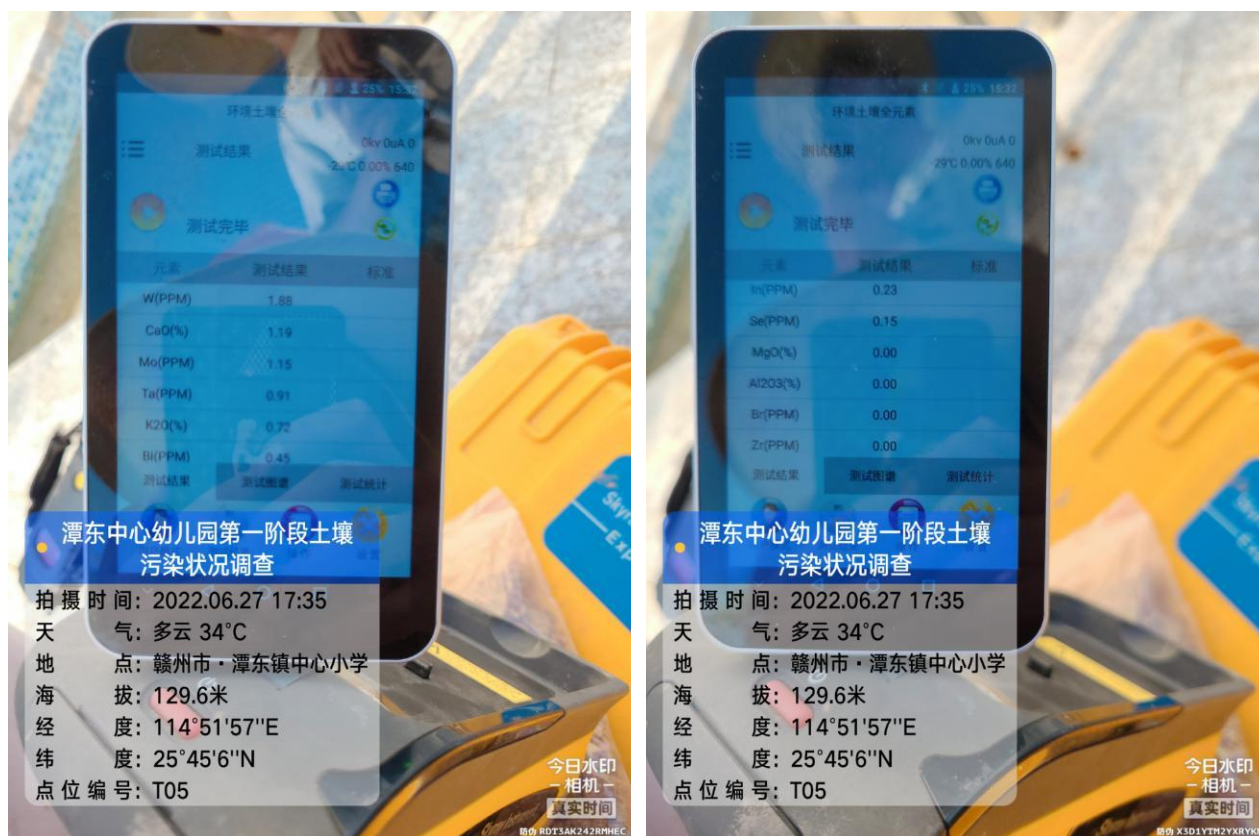 25% 15:32
环境土壤全
测试结果
0kv 0uA 0
0.00% 640
测试完毕
元素 测试结果 标准
W(PPM) 1.88
CaO(%) 1.19
Mo(PPM) 1.15
Ta(PPM) 0.91
K2O(%) 0.72
Bi(PPM) 0.45
测试结果 测试图谱 测试统计
设置
潭东中心幼儿园第一阶段土壤
污染状况调查
拍摄时间: 2022.06.27 17:35
天气: 多云 34°C
地点: 赣州市·潭东镇中心小学
海拔: 129.6米
经度: 114°51'57''E
纬度: 25°45'6''N
点位编号: T05
今日水印
-相机-
真实时间
防伪 RDT3AK242RMHEC
25% 15:32
环境土壤全元素
测试结果
0kv 0uA 0
-29℃ 0.00% 640
测试完毕
元素 测试结果 标准
In(PPM) 0.23
Se(PPM) 0.15
MgO(%) 0.00
Al2O3(%) 0.00
Br(PPM) 0.00
Zr(PPM) 0.00
测试结果 测试图谱 测试统计
潭东中心幼儿园第一阶段土壤
污染状况调查
拍摄时间: 2022.06.27 17:35
天气: 多云 34°C
地点: 赣州市·潭东镇中心小学
海拔: 129.6米
经度: 114°51'57''E
纬度: 25°45'6''N
点位编号: T05
今日水印
-相机-
真实时间
防伪